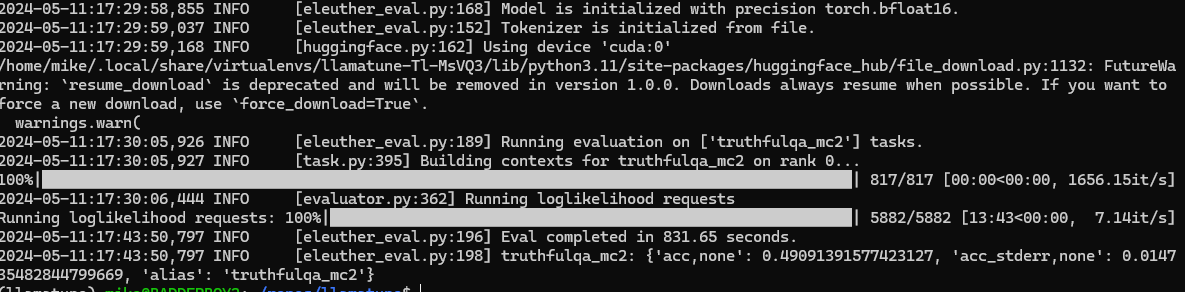 2024-05-11:17:29:58,855 INFO     [eleuther_eval.py:168] Model is initialized with precision torch.bfloat16.
2024-05-11:17:29:59,037 INFO     [eleuther_eval.py:152] Tokenizer is initialized from file.
2024-05-11:17:29:59,168 INFO     [huggingface.py:162] Using device 'cuda:0'
/home/mike/.local/share/virtualenvs/llamatune-Tl-MsVQ3/lib/python3.11/site-packages/huggingface_hub/file_download.py:1132: FutureWa
rning: `resume_download` is deprecated and will be removed in version 1.0.0. Downloads always resume when possible. If you want to
force a new download, use `force_download=True`.
  warnings.warn(
2024-05-11:17:30:05,926 INFO     [eleuther_eval.py:189] Running evaluation on ['truthfulqa_mc2'] tasks.
2024-05-11:17:30:05,927 INFO     [task.py:395] Building contexts for truthfulqa_mc2 on rank 0...
100%| | 817/817 [00:00<00:00, 1656.15it/s]
2024-05-11:17:30:06,444 INFO     [evaluator.py:362] Running loglikelihood requests
Running loglikelihood requests: 100%| | 5882/5882 [13:43<00:00,  7.14it/s]
2024-05-11:17:43:50,797 INFO     [eleuther_eval.py:196] Eval completed in 831.65 seconds.
2024-05-11:17:43:50,797 INFO     [eleuther_eval.py:198] truthfulqa_mc2: {'acc,none': 0.49091391577423127, 'acc_stderr,none': 0.0147
35482844799669, 'alias': 'truthfulqa_mc2'}